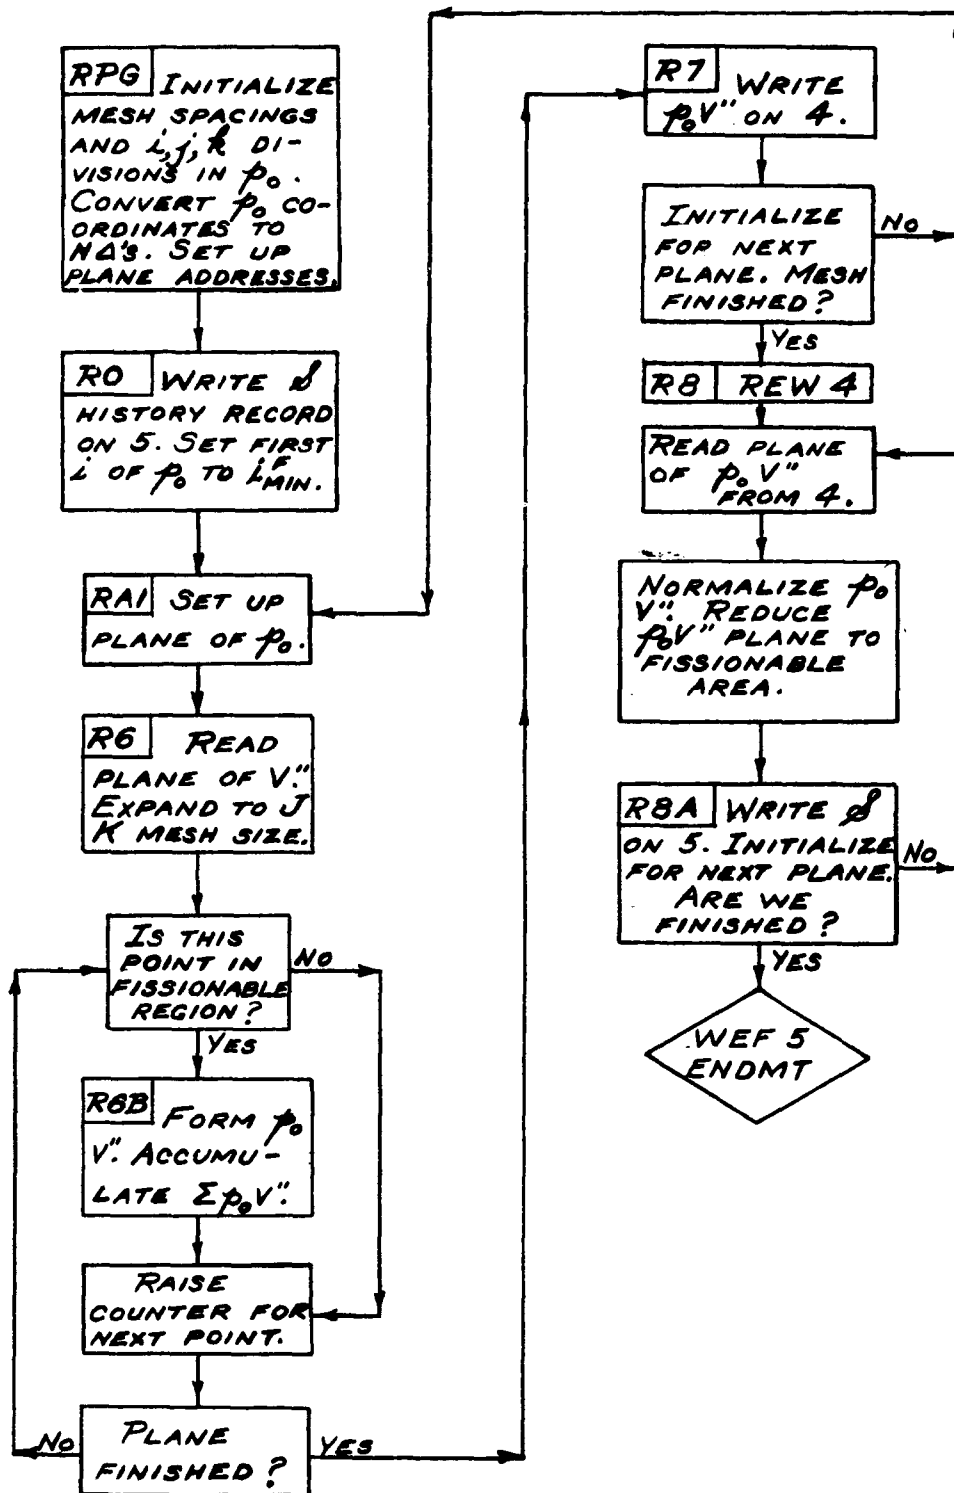 RPG INITIALIZE
MESH SPACINGS
AND i, j, k DI-
VISIONS IN p₀.
CONVERT p₀ CO-
ORDINATES TO
NΔ'S. SET UP
PLANE ADDRESSES.
RO WRITE S
HISTORY RECORD
ON 5. SET FIRST
i OF p₀ TO i^F_MIN.
RA1 SET UP
PLANE OF p₀.
R6 READ
PLANE OF V".
EXPAND TO J
K MESH SIZE.
IS THIS
POINT IN
FISSIONABLE
REGION?
NO
YES
R6B FORM p₀
V". ACCUMU-
LATE Σp₀V".
RAISE
COUNTER FOR
NEXT POINT.
PLANE
FINISHED?
NO
YES
R7 WRITE
p₀V" ON 4.
INITIALIZE
FOR NEXT
PLANE. MESH
FINISHED?
NO
YES
R8 REW 4
READ PLANE
OF p₀V"
FROM 4.
NORMALIZE p₀
V". REDUCE
p₀V" PLANE TO
FISSIONABLE
AREA.
R8A WRITE S
ON 5. INITIALIZE
FOR NEXT PLANE.
ARE WE
FINISHED?
NO
YES
WEF 5
ENDMT